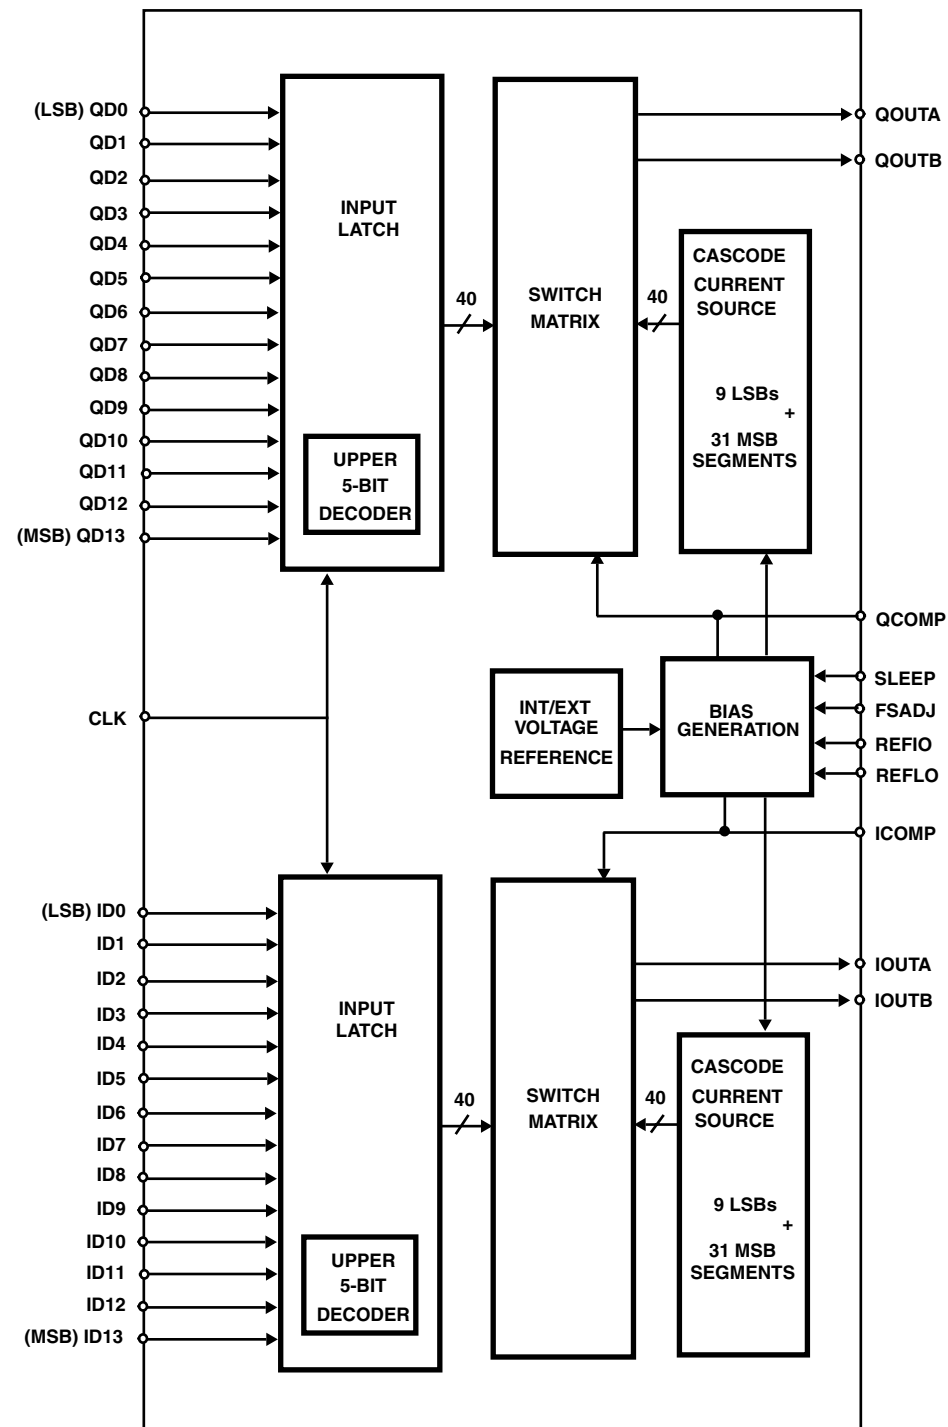 (LSB) QD0
QD1
QD2
QD3
QD4
QD5
QD6
QD7
QD8
QD9
QD10
QD11
QD12
(MSB) QD13
INPUT
LATCH
UPPER
5-BIT
DECODER
40
SWITCH
MATRIX
40
CASCODE
CURRENT
SOURCE
9 LSBs
+
31 MSB
SEGMENTS
QOUTA
QOUTB
QCOMP
CLK
INT/EXT
VOLTAGE
REFERENCE
BIAS
GENERATION
SLEEP
FSADJ
REFIO
REFLO
ICOMP
(LSB) ID0
ID1
ID2
ID3
ID4
ID5
ID6
ID7
ID8
ID9
ID10
ID11
ID12
(MSB) ID13
INPUT
LATCH
UPPER
5-BIT
DECODER
40
SWITCH
MATRIX
40
IOUTA
IOUTB
CASCODE
CURRENT
SOURCE
9 LSBs
+
31 MSB
SEGMENTS